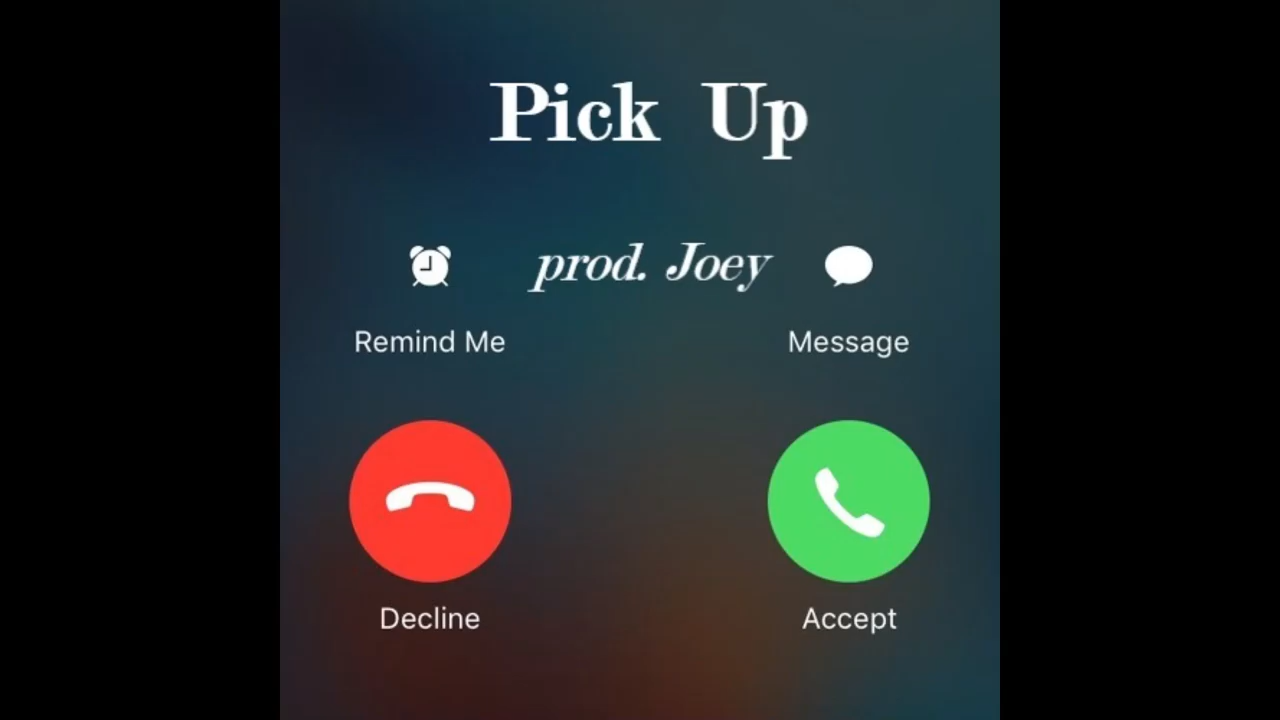 Pick Up
prod. Joey
Remind Me
Message
Decline
Accept